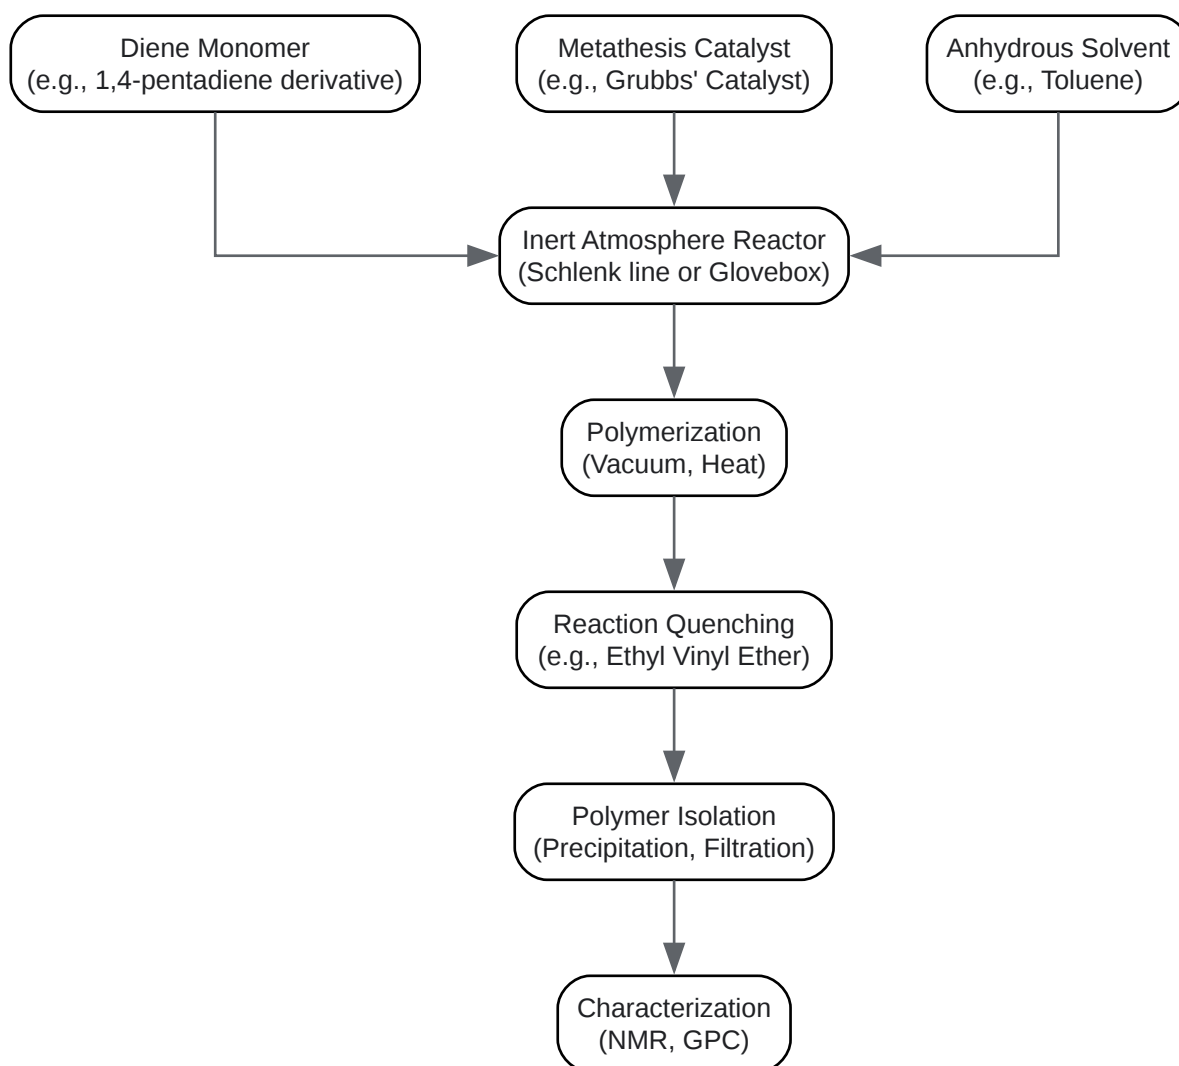 Diene Monomer
(e.g., 1,4-pentadiene derivative)
Metathesis Catalyst
(e.g., Grubbs' Catalyst)
Anhydrous Solvent
(e.g., Toluene)
Inert Atmosphere Reactor
(Schlenk line or Glovebox)
Polymerization
(Vacuum, Heat)
Reaction Quenching
(e.g., Ethyl Vinyl Ether)
Polymer Isolation
(Precipitation, Filtration)
Characterization
(NMR, GPC)